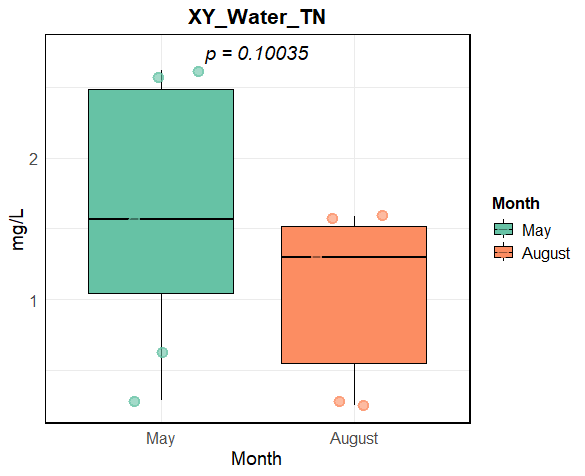 XY_Water_TN
p = 0.10035
mg/L
2
1
May
August
Month
Month
May
August